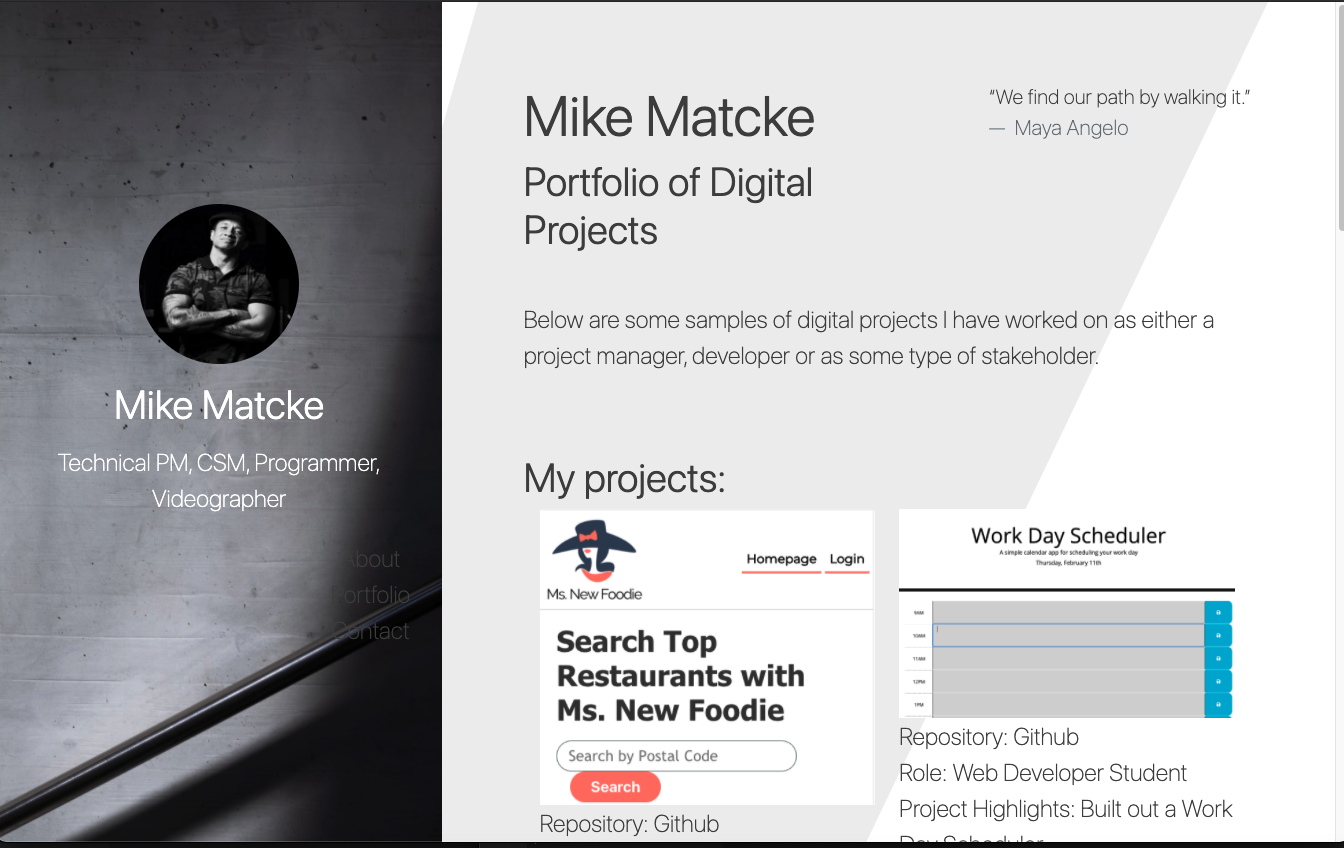 Mike Matcke
Technical PM, CSM, Programmer,
Videographer
About
Portfolio
Contact
Mike Matcke
Portfolio of Digital
Projects
“We find our path by walking it.”
— Maya Angelo
Below are some samples of digital projects I have worked on as either a
project manager, developer or as some type of stakeholder.
My projects:
Ms. New Foodie
Homepage Login
Search Top
Restaurants with
Ms. New Foodie
Search by Postal Code
Search
Repository: Github
Work Day Scheduler
A simple calendar app for scheduling your work day
Thursday, February 11th
9AM
10AM
11AM
12PM
1PM
Repository: Github
Role: Web Developer Student
Project Highlights: Built out a Work
Day Scheduler